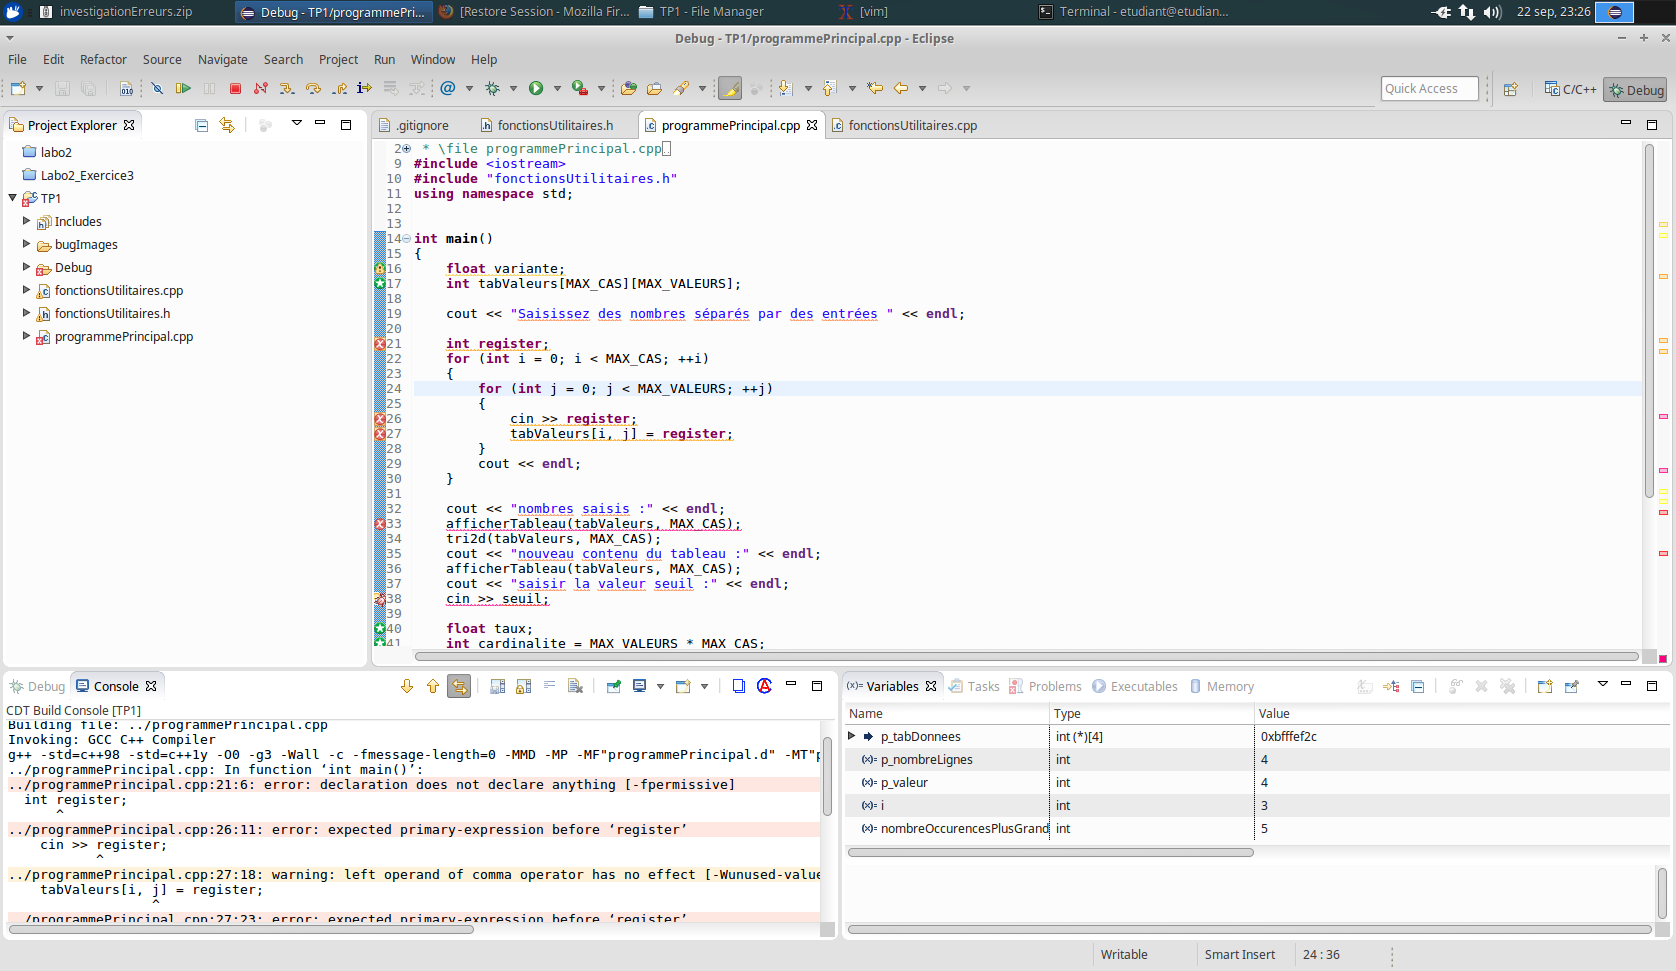 investigationErreurs.zip
Debug - TP1/programmePri...
[Restore Session - Mozilla Fir...
TP1 - File Manager
[vim]
Terminal - etudiant@etudian...
22 sep, 23:26
Debug - TP1/programmePrincipal.cpp - Eclipse
File Edit Refactor Source Navigate Search Project Run Window Help
Quick Access
C/C++
Debug
Project Explorer
labo2
Labo2_Exercice3
TP1
Includes
bugImages
Debug
fonctionsUtilitaires.cpp
fonctionsUtilitaires.h
programmePrincipal.cpp
.gitignore
fonctionsUtilitaires.h
programmePrincipal.cpp
fonctionsUtilitaires.cpp
2 * \file programmePrincipal.cpp
9 #include <iostream>
10 #include "fonctionsUtilitaires.h"
11 using namespace std;
12
13
14 int main()
15 {
16 float variante;
17 int tabValeurs[MAX_CAS][MAX_VALEURS];
18
19 cout << "Saisissez des nombres séparés par des entrées " << endl;
20
21 int register;
22 for (int i = 0; i < MAX_CAS; ++i)
23 {
24 for (int j = 0; j < MAX_VALEURS; ++j)
25 {
26 cin >> register;
27 tabValeurs[i, j] = register;
28 }
29 cout << endl;
30 }
31
32 cout << "nombres saisis :" << endl;
33 afficherTableau(tabValeurs, MAX_CAS);
34 tri2d(tabValeurs, MAX_CAS);
35 cout << "nouveau contenu du tableau :" << endl;
36 afficherTableau(tabValeurs, MAX_CAS);
37 cout << "saisir la valeur seuil :" << endl;
38 cin >> seuil;
39
40 float taux;
41 int cardinalite = MAX_VALEURS * MAX_CAS;
Debug
Console
CDT Build Console [TP1]
Building file: ../programmePrincipal.cpp
Invoking: GCC C++ Compiler
g++ -std=c++98 -std=c++1y -O0 -g3 -Wall -c -fmessage-length=0 -MMD -MP -MF"programmePrincipal.d" -MT"p
../programmePrincipal.cpp: In function ‘int main()’:
../programmePrincipal.cpp:21:6: error: declaration does not declare anything [-fpermissive]
int register;
^
../programmePrincipal.cpp:26:11: error: expected primary-expression before ‘register’
cin >> register;
^
../programmePrincipal.cpp:27:18: warning: left operand of comma operator has no effect [-Wunused-value
tabValeurs[i, j] = register;
^
../programmePrincipal.cpp:27:23: error: expected primary-expression before ‘register’
Variables
Tasks
Problems
Executables
Memory
Name Type Value
p_tabDonnees int (*)[4] 0xbfffef2c
p_nombreLignes int 4
p_valeur int 4
i int 3
nombreOccurencesPlusGrand int 5
Writable
Smart Insert
24 : 36